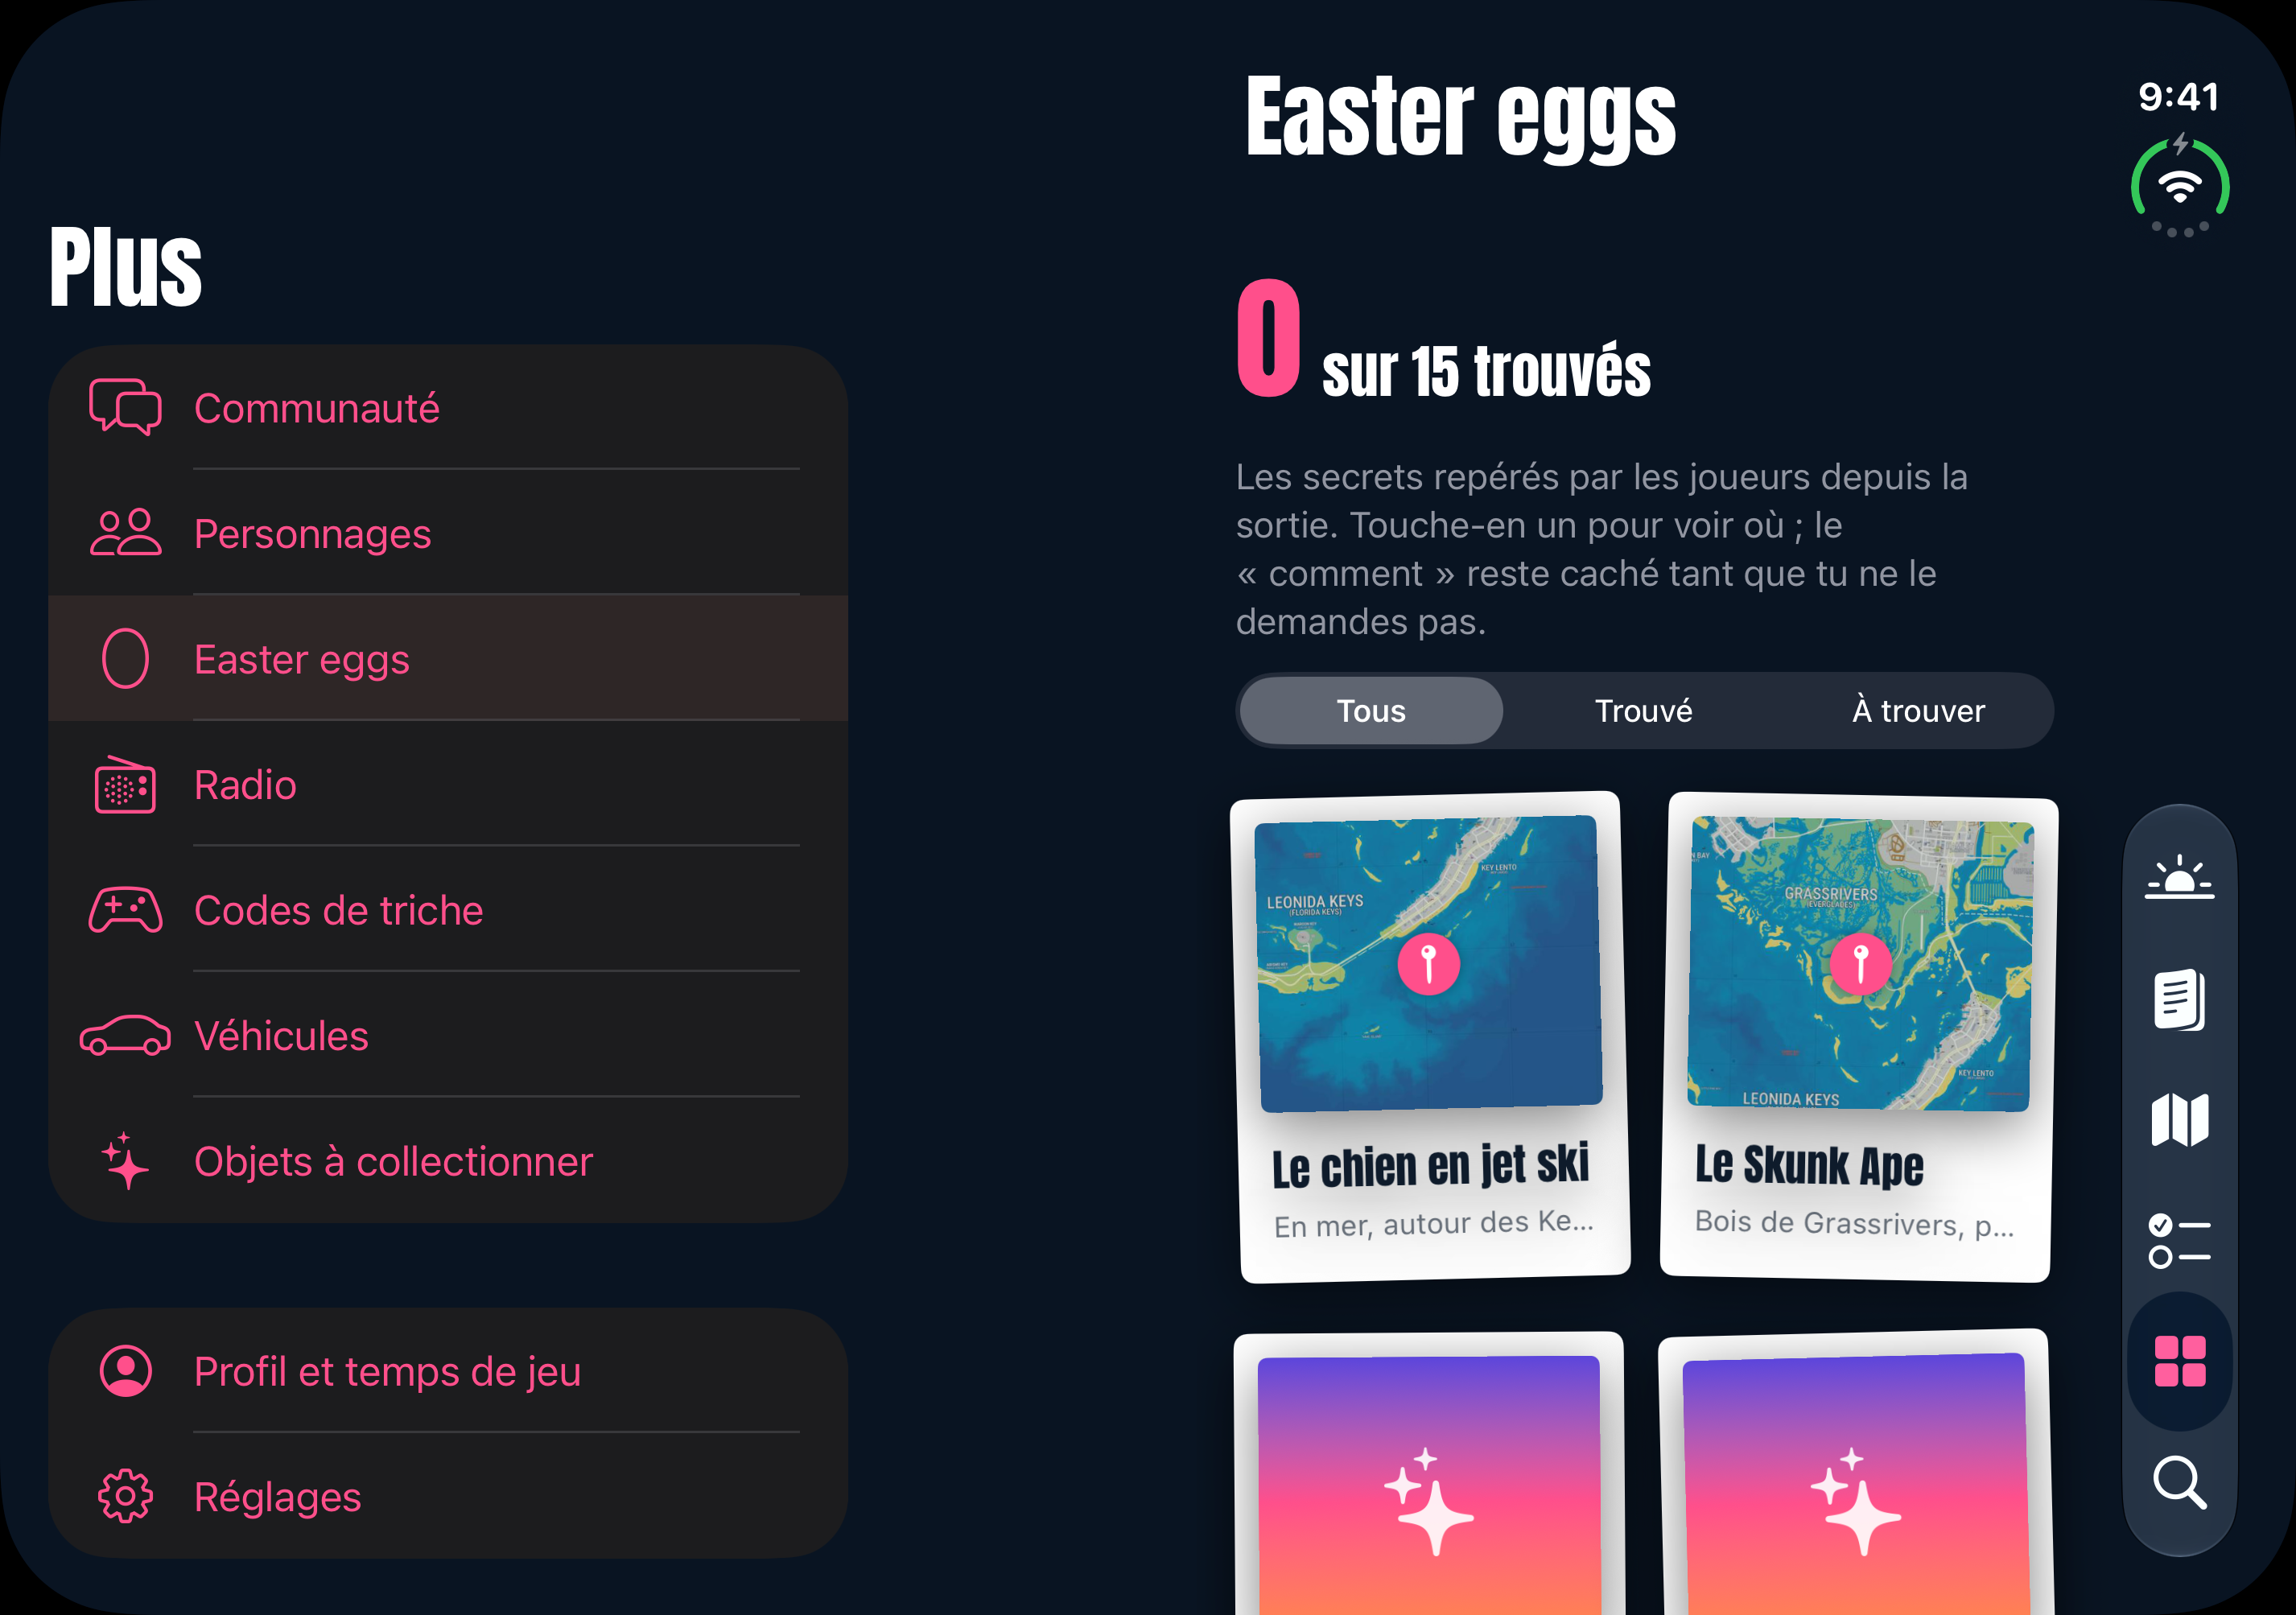 Easter eggs
9:41
Plus
Communauté
Personnages
Easter eggs
Radio
Codes de triche
Véhicules
Objets à collectionner
Profil et temps de jeu
Réglages
0 sur 15 trouvés
Les secrets repérés par les joueurs depuis la
sortie. Touche-en un pour voir où ; le
« comment » reste caché tant que tu ne le
demandes pas.
Tous
Trouvé
À trouver
KEY LENTO
LEONIDA KEYS
(FLORIDA KEYS)
Le chien en jet ski
En mer, autour des Ke...
N BAY
GRASSRIVERS
(EVERGLADES)
KEY LENTO
LEONIDA KEYS
Le Skunk Ape
Bois de Grassrivers, p...